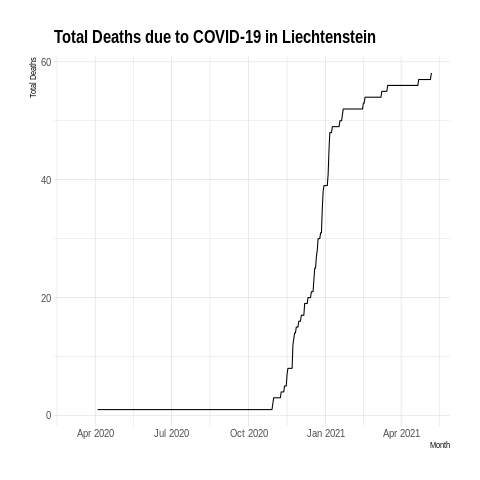 Total Deaths due to COVID-19 in Liechtenstein
Total Deaths
60
40
20
0
Apr 2020 Jul 2020 Oct 2020 Jan 2021 Apr 2021
Month